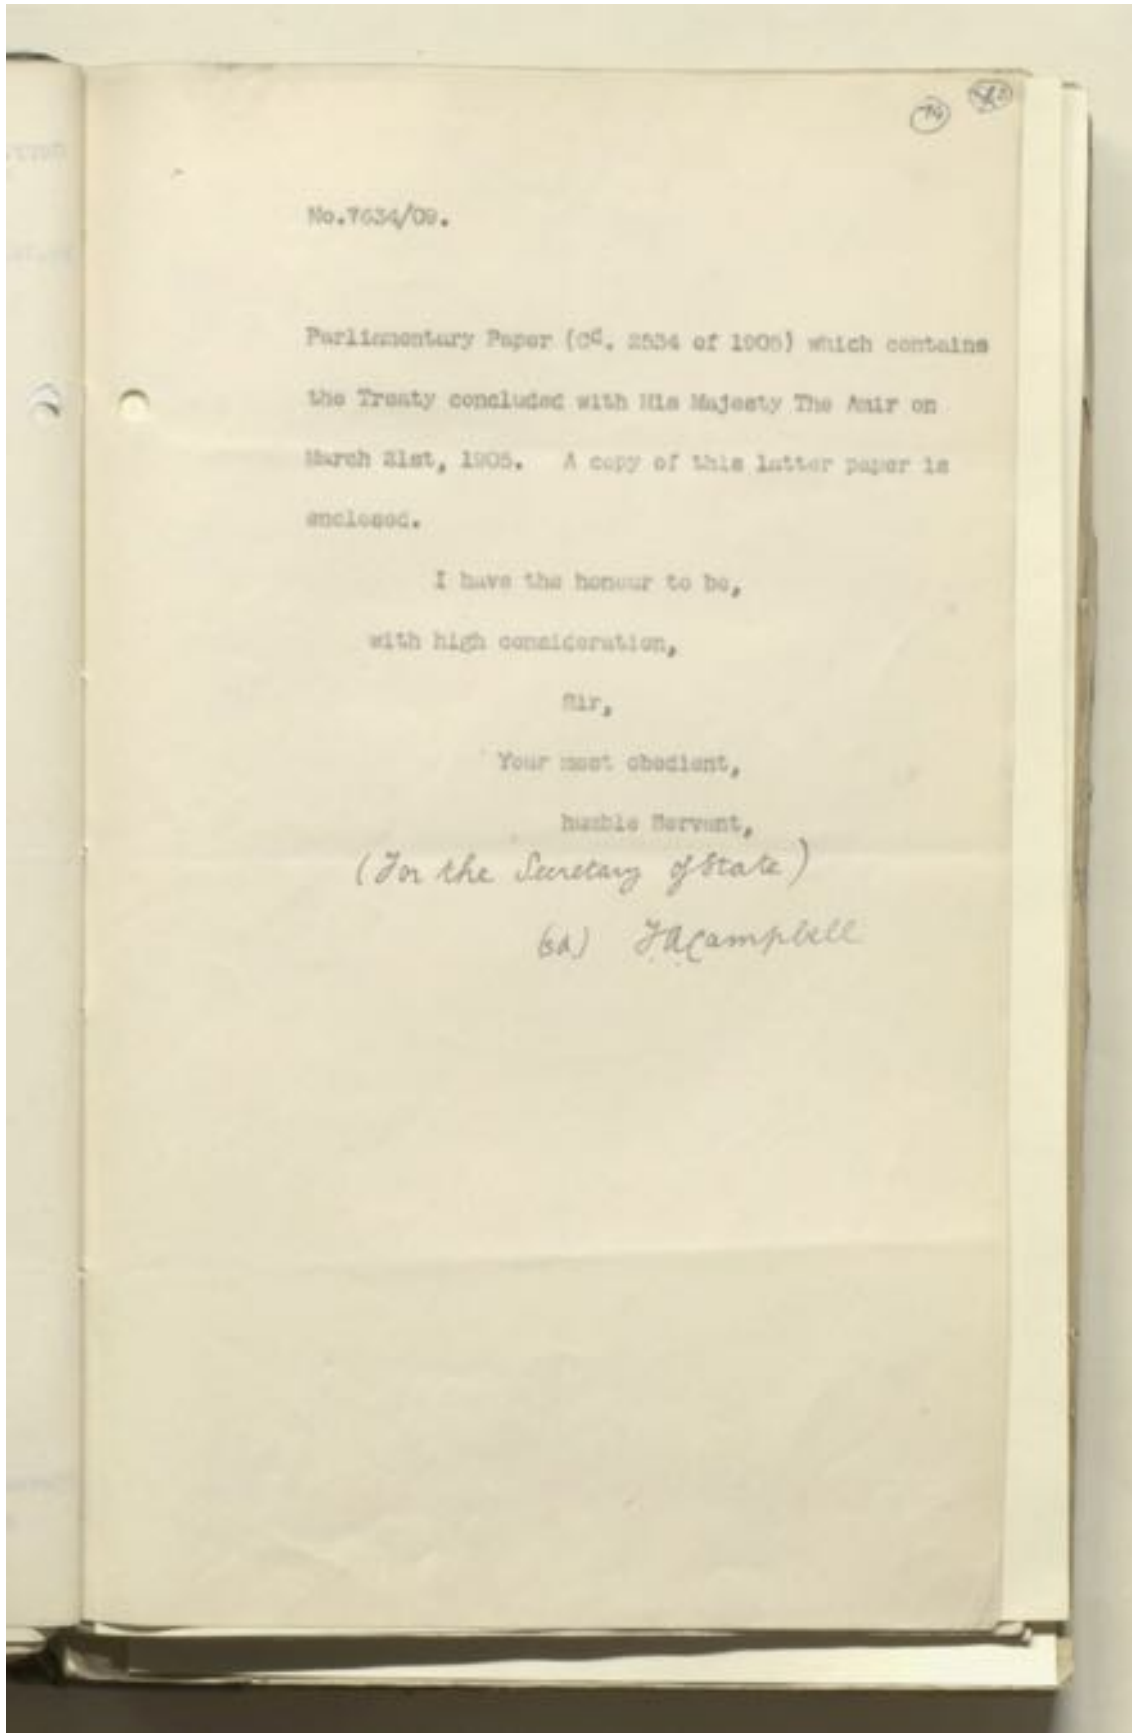 74
No.7634/09.
Parliamentary Paper (Cd. 2534 of 1905) which contains
the Treaty concluded with His Majesty The Amir on
March 21st, 1905. A copy of this latter paper is
enclosed.
I have the honour to be,
with high consideration,
Sir,
Your most obedient,
humble Servant,
(For the Secretary of State)
(sd) F.A. Campbell